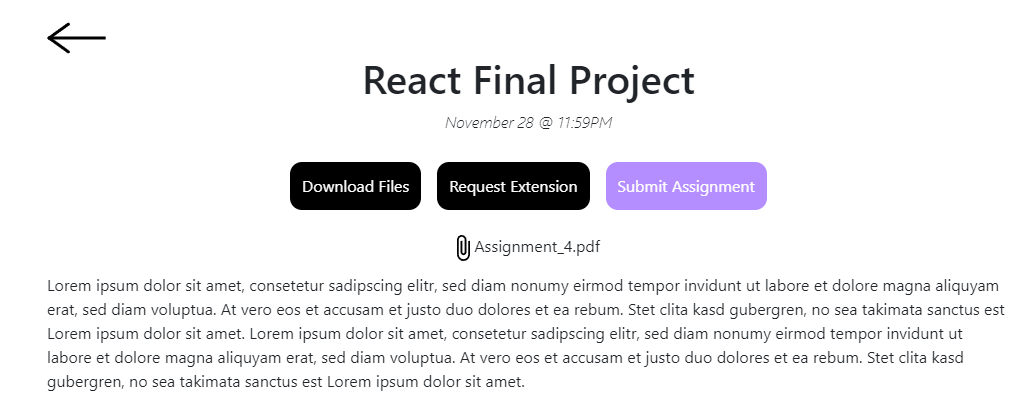 React Final Project
November 28 @ 11:59PM
Download Files Request Extension Submit Assignment
Assignment_4.pdf
Lorem ipsum dolor sit amet, consetetur sadipscing elitr, sed diam nonumy eirmod tempor invidunt ut labore et dolore magna aliquyam
erat, sed diam voluptua. At vero eos et accusam et justo duo dolores et ea rebum. Stet clita kasd gubergren, no sea takimata sanctus est
Lorem ipsum dolor sit amet. Lorem ipsum dolor sit amet, consetetur sadipscing elitr, sed diam nonumy eirmod tempor invidunt ut
labore et dolore magna aliquyam erat, sed diam voluptua. At vero eos et accusam et justo duo dolores et ea rebum. Stet clita kasd
gubergren, no sea takimata sanctus est Lorem ipsum dolor sit amet.